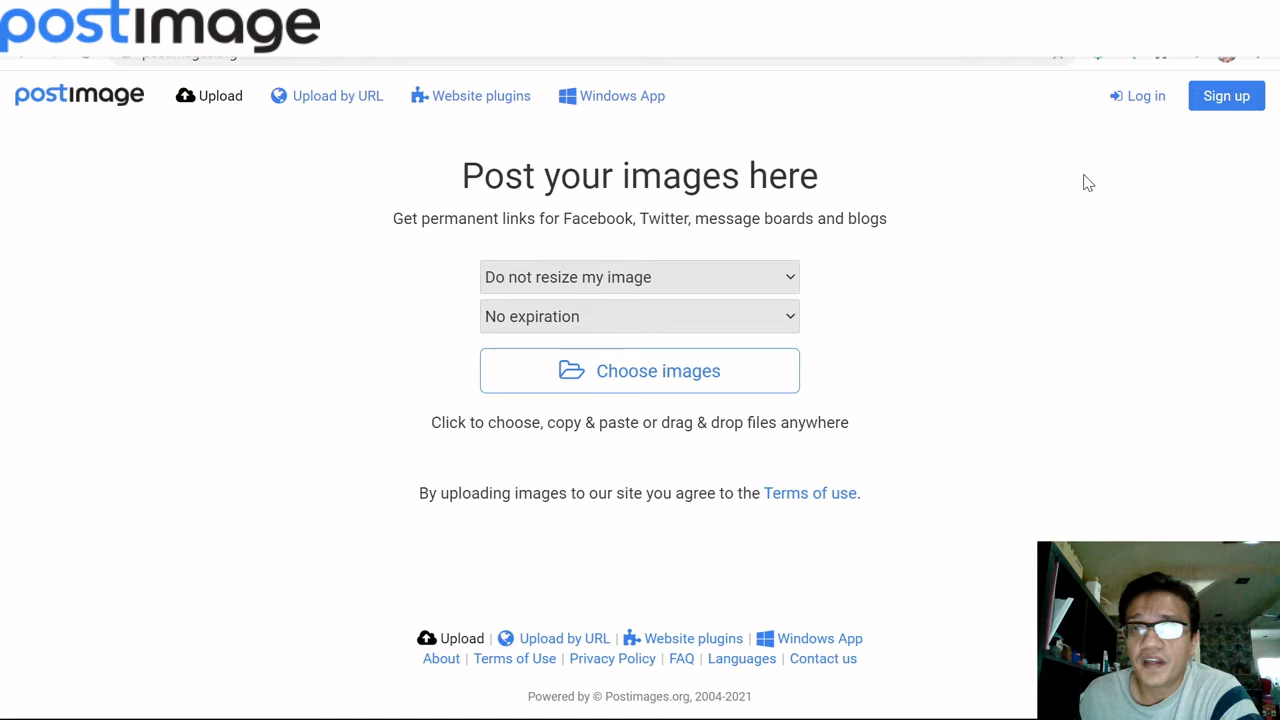 postimage
postimage Upload Upload by URL Website plugins Windows App Log in Sign up
Post your images here
Get permanent links for Facebook, Twitter, message boards and blogs
Do not resize my image
No expiration
Choose images
Click to choose, copy & paste or drag & drop files anywhere
By uploading images to our site you agree to the Terms of use.
Upload | Upload by URL | Website plugins | Windows App
About | Terms of Use | Privacy Policy | FAQ | Languages | Contact us
Powered by © Postimages.org, 2004-2021